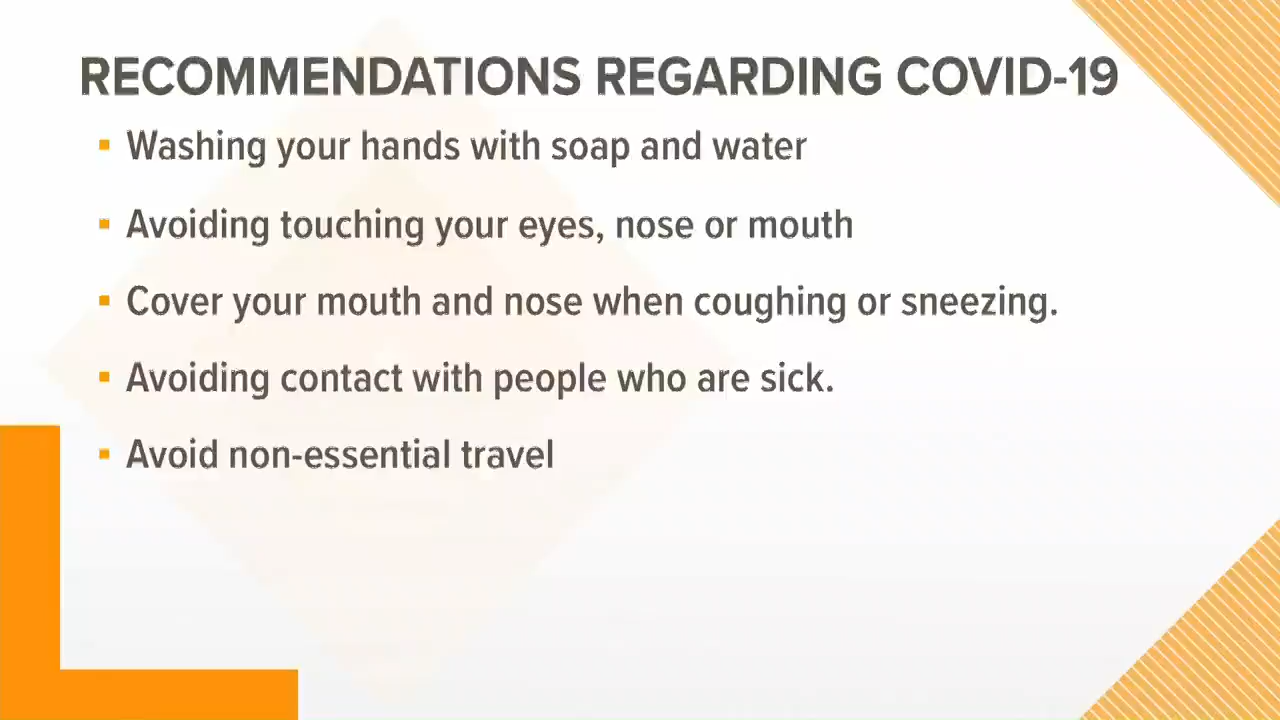 RECOMMENDATIONS REGARDING COVID-19
▪ Washing your hands with soap and water
▪ Avoiding touching your eyes, nose or mouth
▪ Cover your mouth and nose when coughing or sneezing.
▪ Avoiding contact with people who are sick.
▪ Avoid non-essential travel